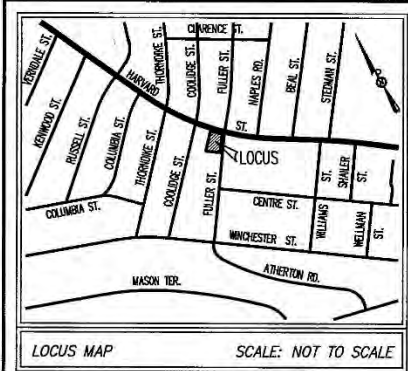 CLARENCE ST.
VERNDALE ST.
KENWOOD ST.
RUSSELL ST.
COLUMBIA ST.
HARVARD
THORNDIKE ST.
COOLIDGE ST.
FULLER ST.
NAPLES RD.
BEAL ST.
STEDMAN ST.
ST.
LOCUS
THORNDIKE ST.
COOLIDGE ST.
FULLER ST.
COLUMBIA ST.
CENTRE ST.
WINCHESTER ST.
WILLIAMS
ST.
SHAILER
ST.
WELLMAN
ST.
ATHERTON RD.
MASON TER.
LOCUS MAP
SCALE: NOT TO SCALE